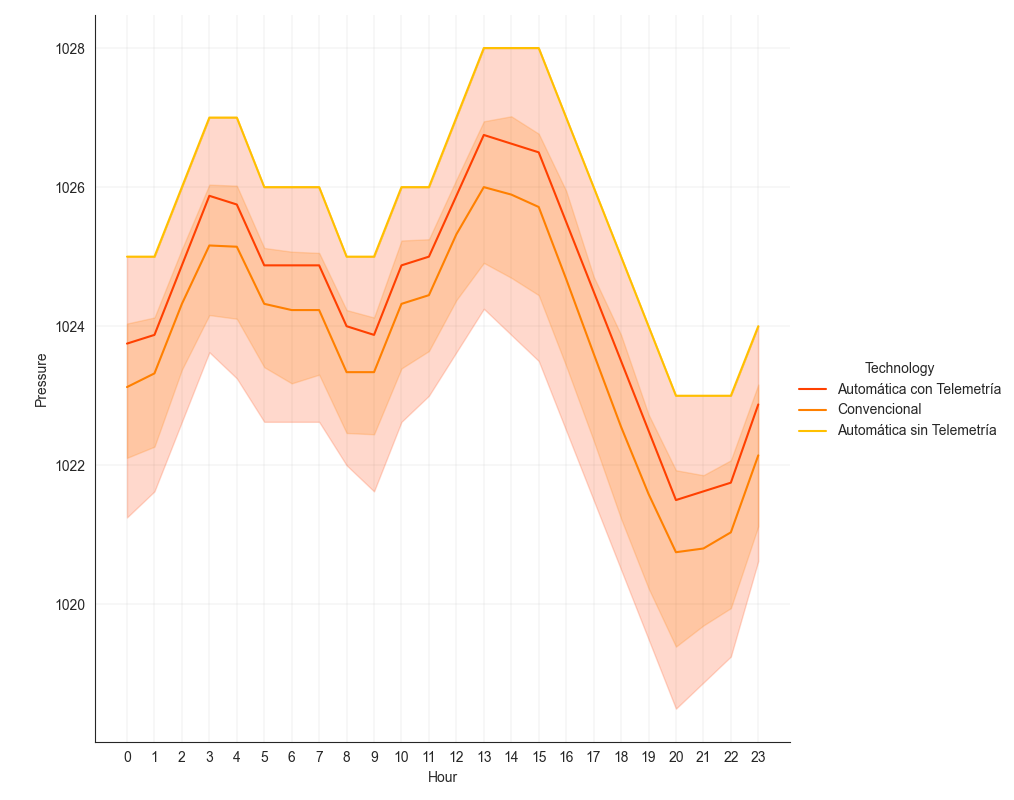 1028
1026
1024
1022
1020
Pressure
0 1 2 3 4 5 6 7 8 9 10 11 12 13 14 15 16 17 18 19 20 21 22 23
Hour
Technology
Automática con Telemetría
Convencional
Automática sin Telemetría